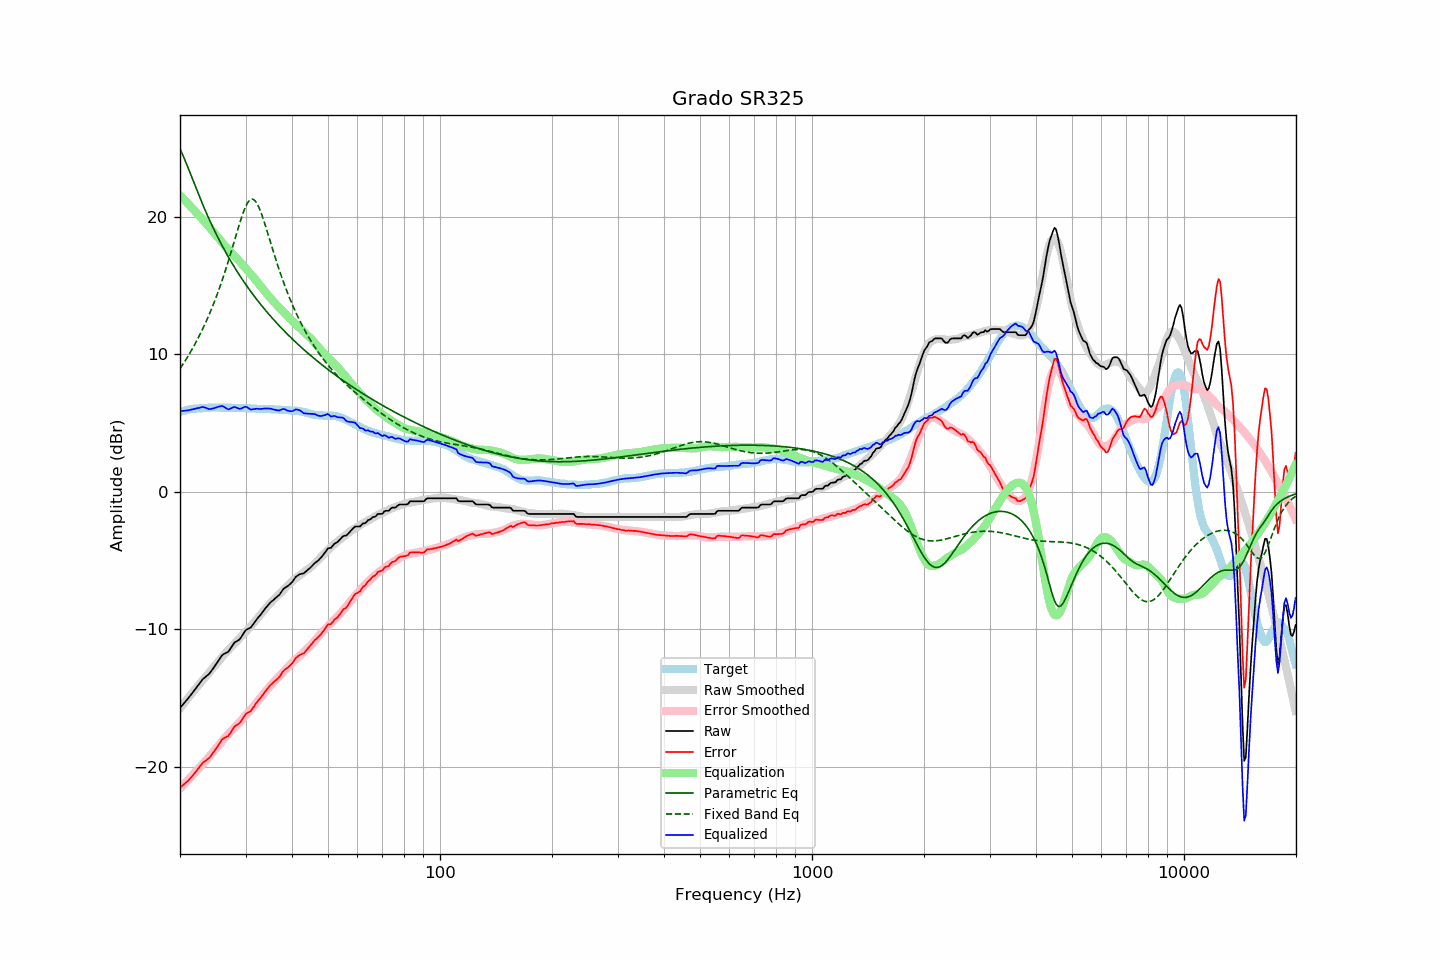 Grado SR325
Amplitude (dBr)
20
10
0
−10
−20
Target
Raw Smoothed
Error Smoothed
Raw
Error
Equalization
Parametric Eq
Fixed Band Eq
Equalized
100
1000
10000
Frequency (Hz)